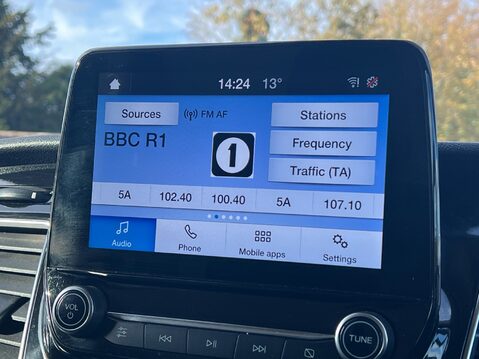 14:24 13°
Sources FM AF Stations
BBC R1 1 Frequency
Traffic (TA)
5A 102.40 100.40 5A 107.10
Audio Phone Mobile apps Settings
VOL TUNE